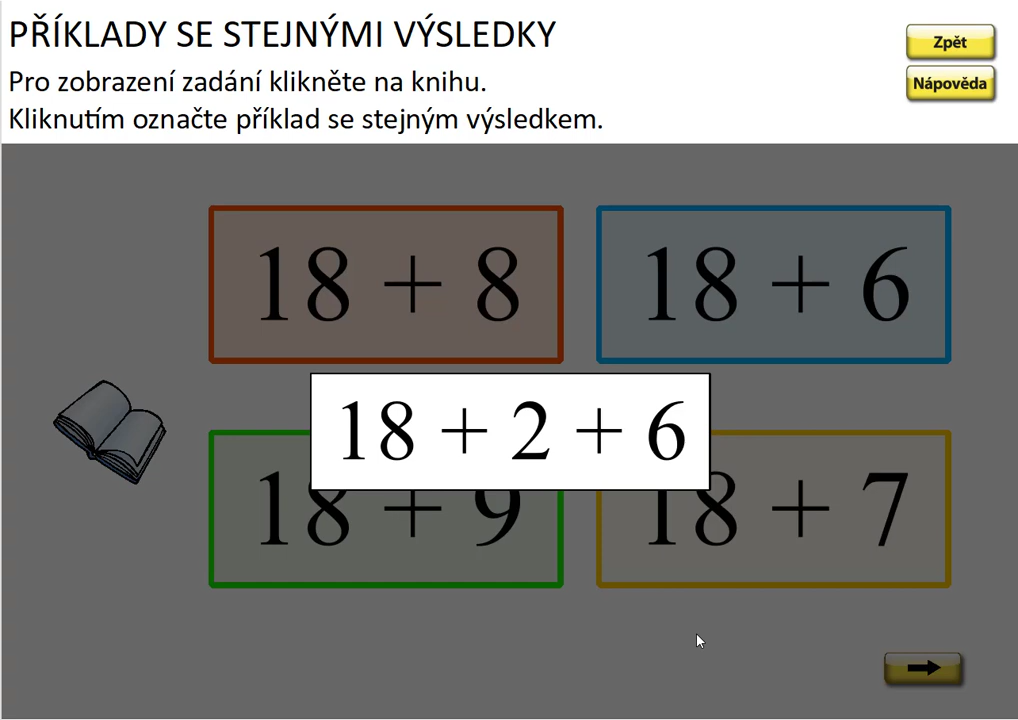 PŘÍKLADY SE STEJNÝMI VÝSLEDKY
Zpět
Pro zobrazení zadání klikněte na knihu.
Nápověda
Kliknutím označte příklad se stejným výsledkem.
18 + 8
18 + 6
18 + 2 + 6
18 + 9
18 + 7